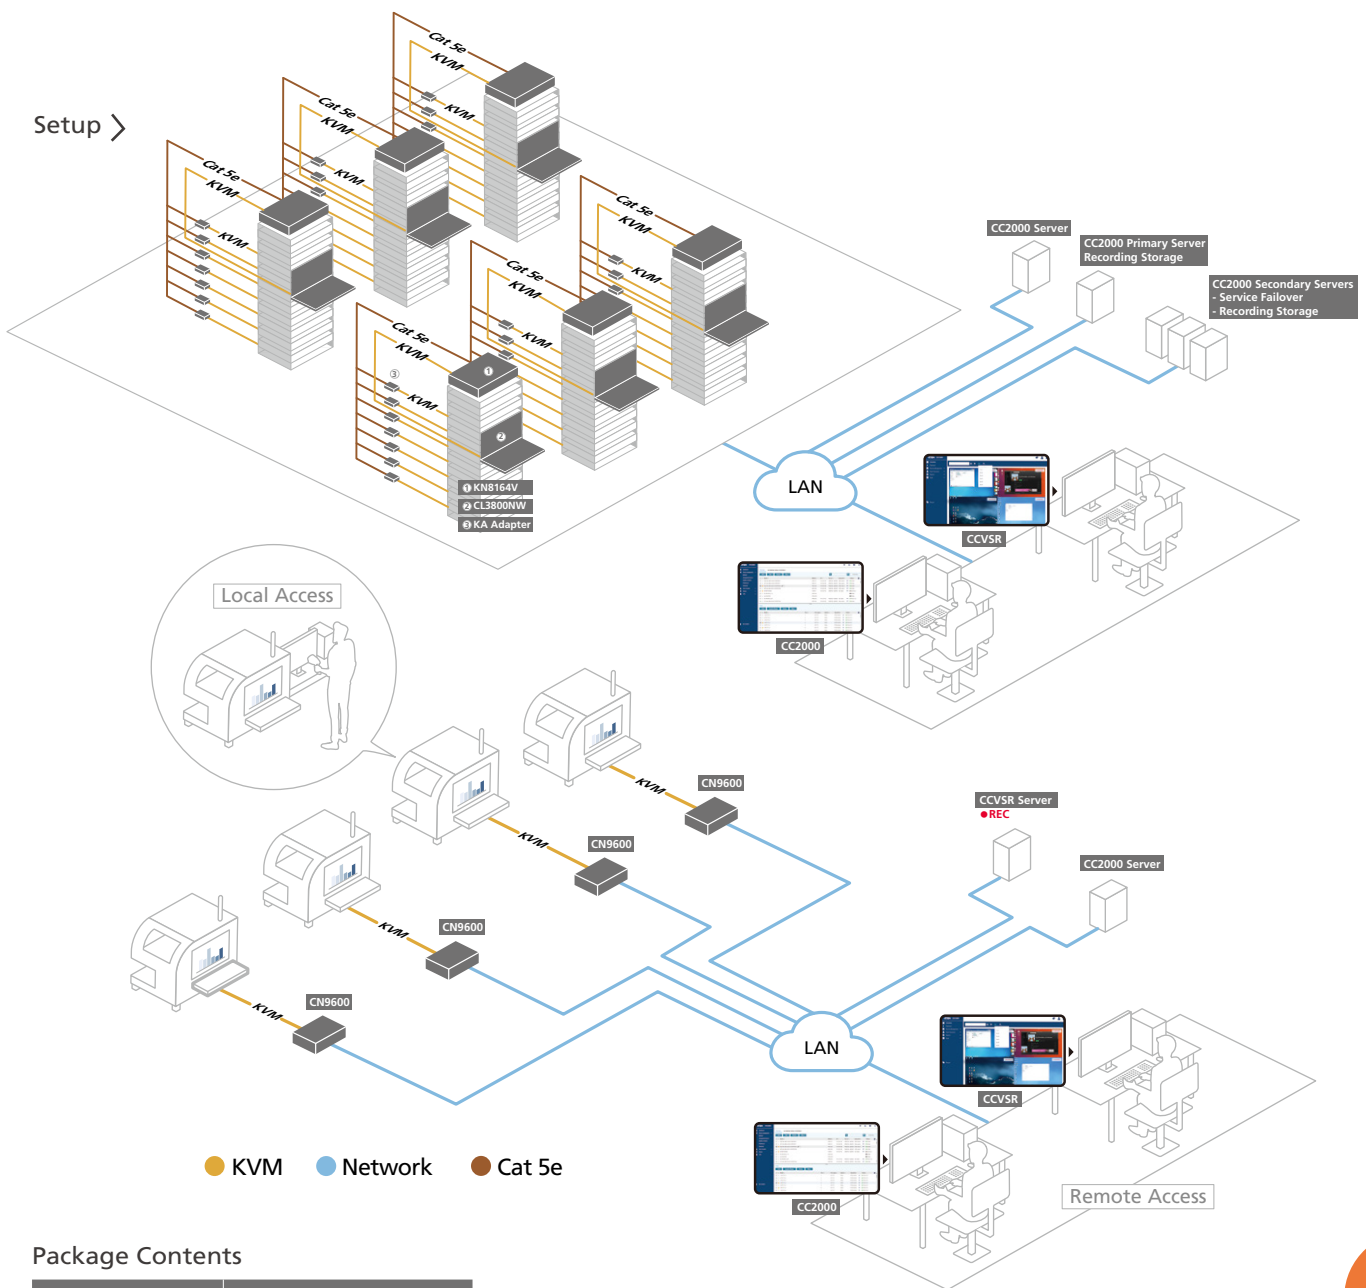 Setup
Cat 5e
KVM
KVM
Cat 5e
KVM
KVM
Cat 5e
KVM
KVM
Cat 5e
KVM
KVM
Cat 5e
KVM
KVM
Cat 5e
KVM
KVM
③
①
②
① KN8164V
② CL3800NW
③ KA Adapter
CC2000 Server
CC2000 Primary Server
Recording Storage
CC2000 Secondary Servers
- Service Failover
- Recording Storage
LAN
CCVSR
CC2000
Local Access
KVM
CN9600
KVM
CN9600
KVM
CN9600
KVM
CN9600
CCVSR Server
●REC
CC2000 Server
LAN
CCVSR
CC2000
Remote Access
KVM
Network
Cat 5e
Package Contents